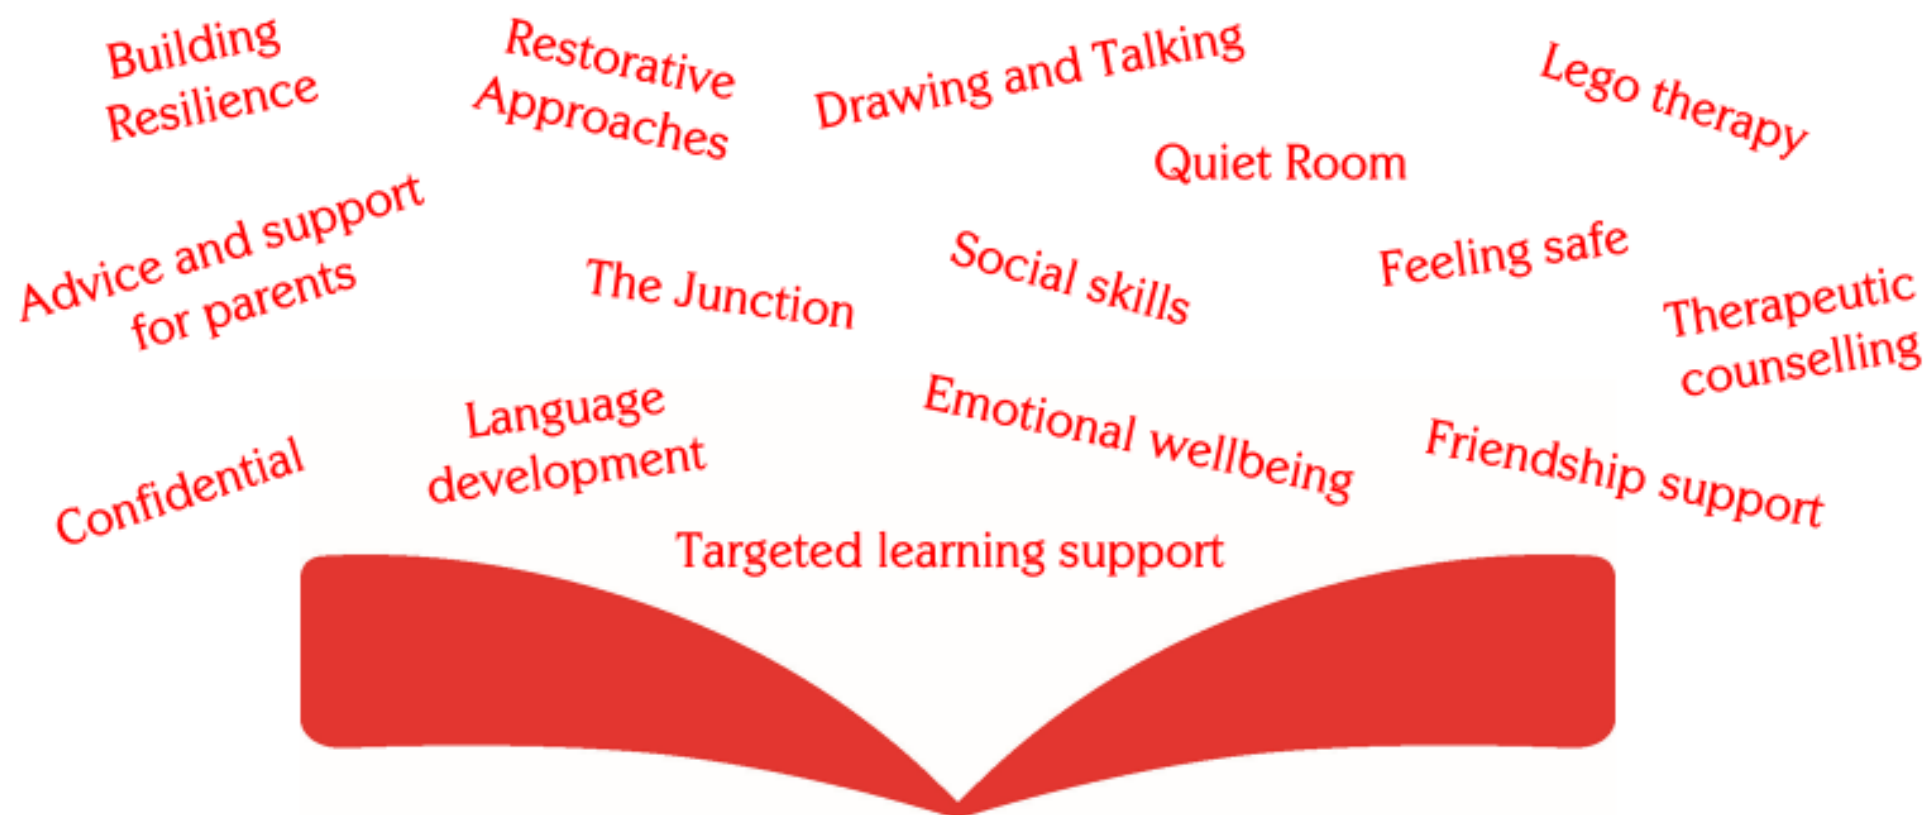 Building
Resilience
Restorative
Approaches
Drawing and Talking
Lego therapy
Quiet Room
Advice and support
for parents
The Junction
Social skills
Feeling safe
Therapeutic
counselling
Language
development
Emotional wellbeing
Friendship support
Confidential
Targeted learning support